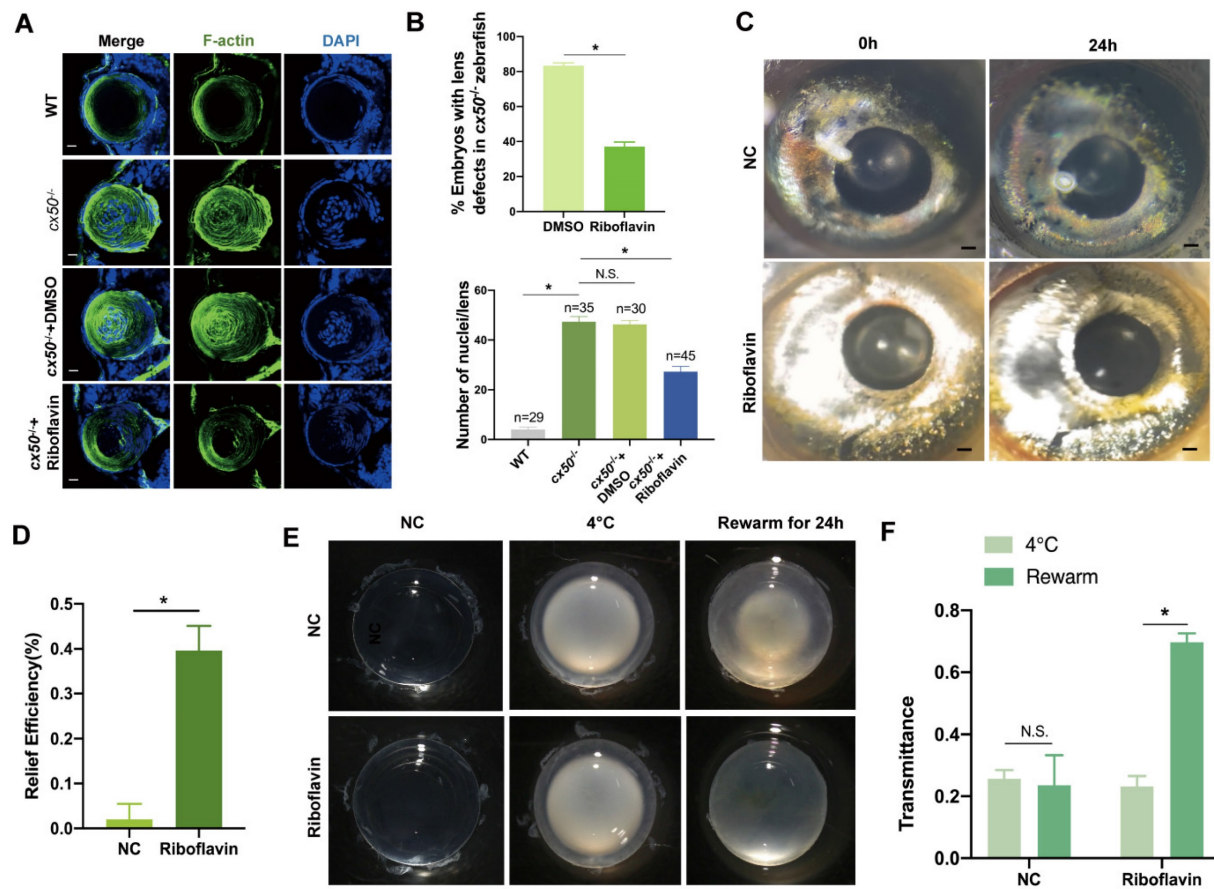 A
Merge
F-actin
DAPI
WT
cx50-/-
cx50-/-+DMSO
cx50-/-+
Riboflavin
B
% Embryos with lens
defects in cx50-/- zebrafish
100
80
60
40
20
0
*
DMSO
Riboflavin
Number of nuclei/lens
60
40
20
0
*
N.S.
*
n=29
n=35
n=30
n=45
WT
cx50-/-
cx50-/-+
DMSO
cx50-/-+
Riboflavin
C
0h
24h
NC
Riboflavin
D
Relief Efficiency(%)
0.5
0.4
0.3
0.2
0.1
0.0
*
NC
Riboflavin
E
NC
4°C
Rewarm for 24h
NC
NC
Riboflavin
F
4°C
Rewarm
Transmittance
0.8
0.6
0.4
0.2
0.0
N.S.
*
NC
Riboflavin